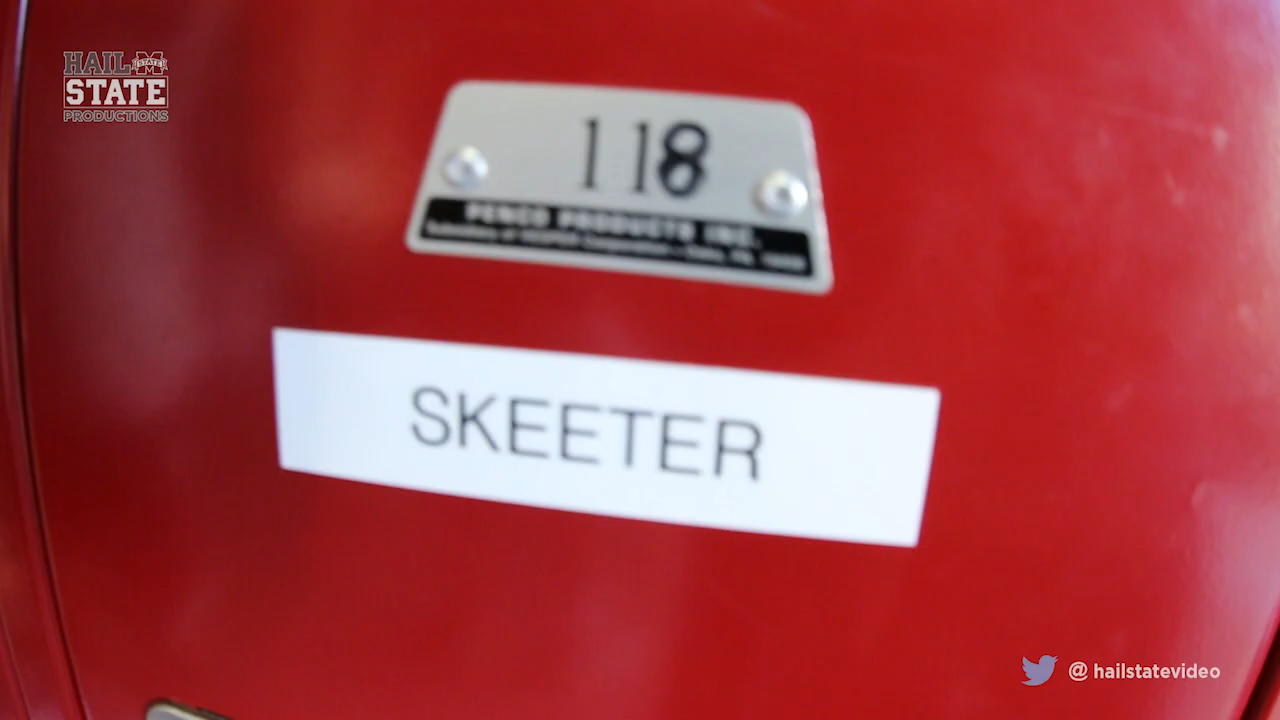 HAIL STATE
STATE
PRODUCTIONS
118
PENCO PRODUCTS INC.
SKEETER
@ hailstatevideo